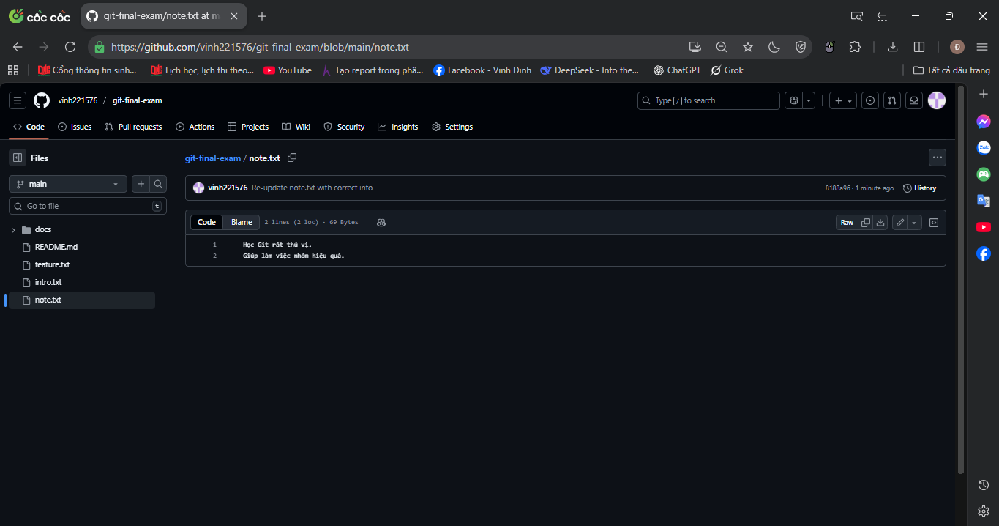 cốc cốc
git-final-exam/note.txt at m
https://github.com/vinh221576/git-final-exam/blob/main/note.txt
Đ
Cổng thông tin sinh...
Lịch học, lịch thi theo...
YouTube
Tạo report trong phầ...
Facebook - Vinh Đinh
DeepSeek - Into the...
ChatGPT
Grok
Tất cả dấu trang
vinh221576 / git-final-exam
Type / to search
Code
Issues
Pull requests
Actions
Projects
Wiki
Security
Insights
Settings
Files
main
Go to file
t
docs
README.md
feature.txt
intro.txt
note.txt
git-final-exam / note.txt
vinh221576 Re-update note.txt with correct info
8188a96 · 1 minute ago
History
Code
Blame
2 lines (2 loc) · 69 Bytes
Raw
1 - Học Git rất thú vị.
2 - Giúp làm việc nhóm hiệu quả.
Zalo